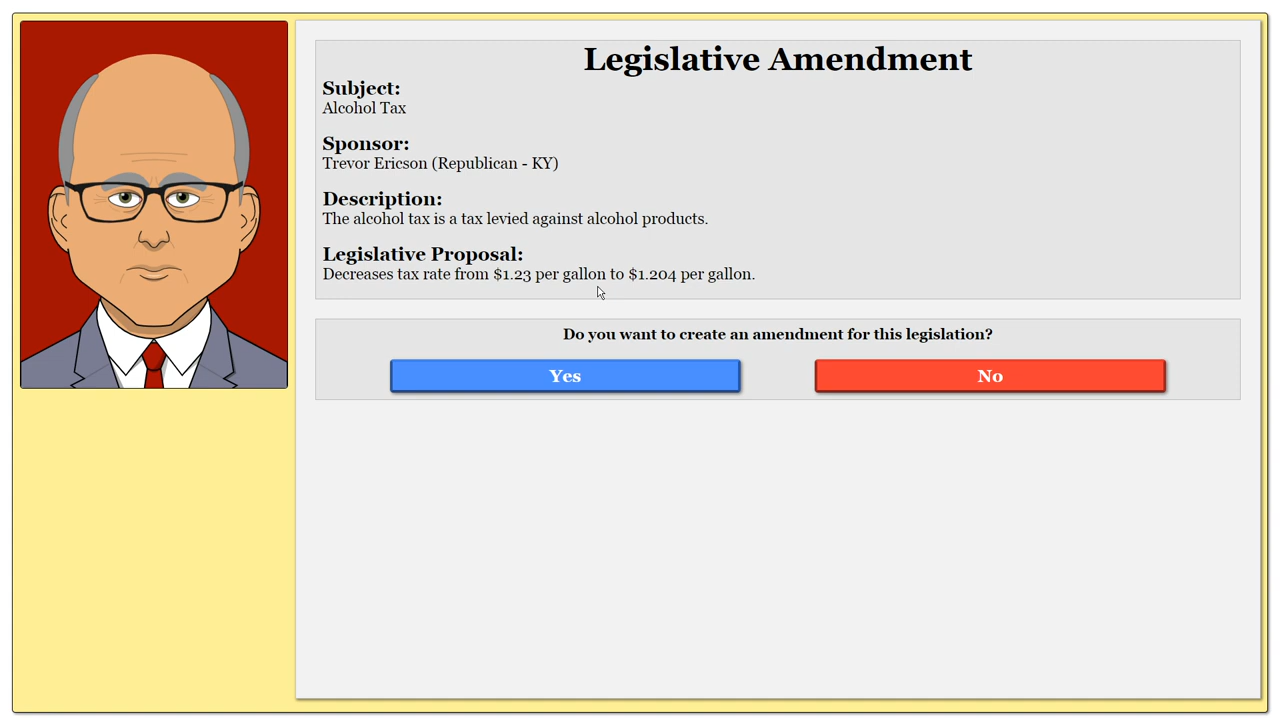 Legislative Amendment
Subject:
Alcohol Tax
Sponsor:
Trevor Ericson (Republican - KY)
Description:
The alcohol tax is a tax levied against alcohol products.
Legislative Proposal:
Decreases tax rate from $1.23 per gallon to $1.204 per gallon.
Do you want to create an amendment for this legislation?
Yes
No